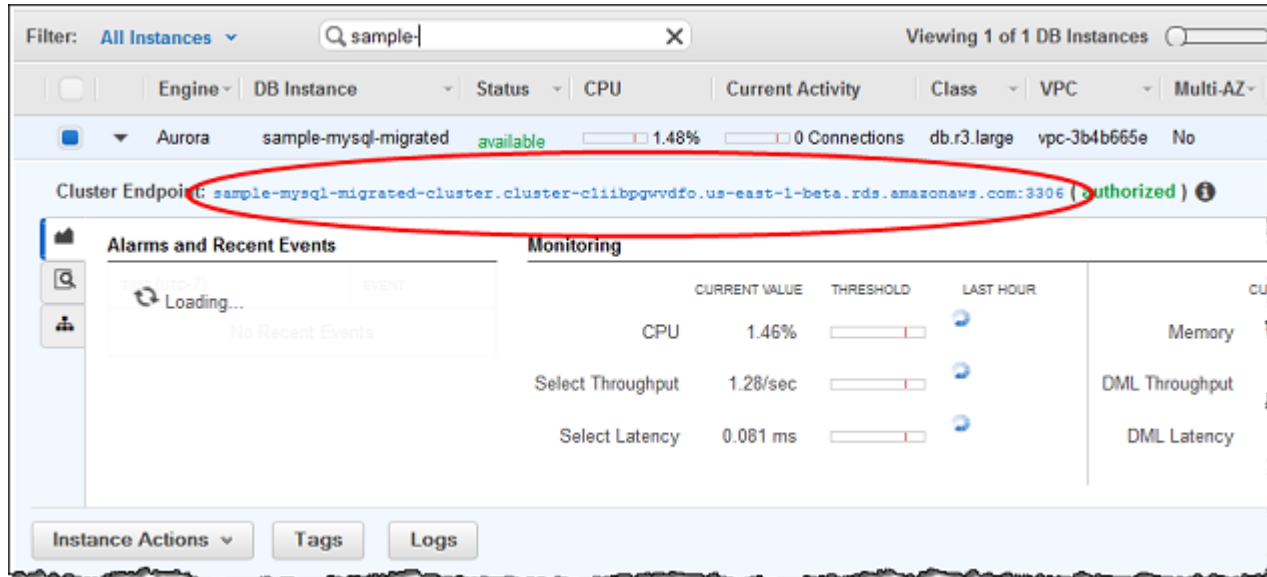 Filter: All Instances sample- X Viewing 1 of 1 DB Instances
Engine DB Instance Status CPU Current Activity Class VPC Multi-AZ
Aurora sample-mysql-migrated available 1.48% 0 Connections db.r3.large vpc-3b4b665e No
Cluster Endpoint: sample-mysql-migrated-cluster.cluster-cliibpgwvdfo.us-east-1-beta.rds.amazonaws.com:3306 ( authorized )
Alarms and Recent Events Monitoring
(UTC-7) EVENT
Loading...
No Recent Events
CURRENT VALUE THRESHOLD LAST HOUR CU
CPU 1.46% Memory
Select Throughput 1.28/sec DML Throughput
Select Latency 0.081 ms DML Latency
Instance Actions Tags Logs